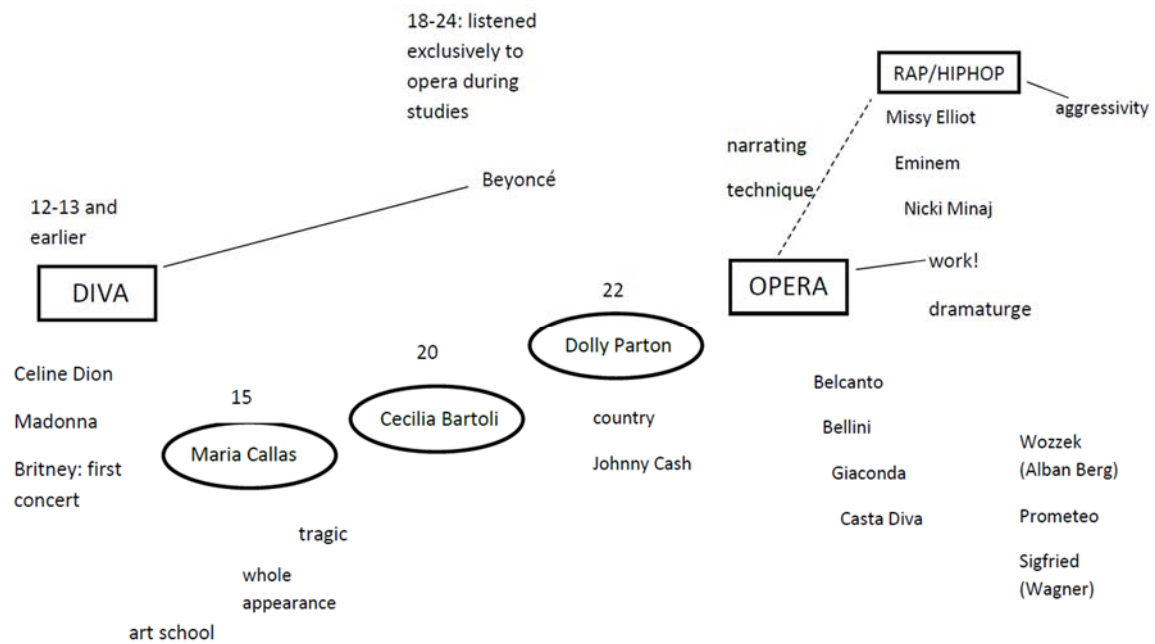 18-24: listened
exclusively to
opera during
studies
RAP/HIPHOP
aggressivity
Missy Elliot
narrating
technique
Eminem
Nicki Minaj
Beyoncé
12-13 and
earlier
DIVA
OPERA
work!
dramaturge
22
Dolly Parton
20
Cecilia Bartoli
15
Maria Callas
Celine Dion
Madonna
Britney: first
concert
country
Johnny Cash
Belcanto
Bellini
Giaconda
Casta Diva
Wozzek
(Alban Berg)
Prometeo
Sigfried
(Wagner)
tragic
whole
appearance
art school